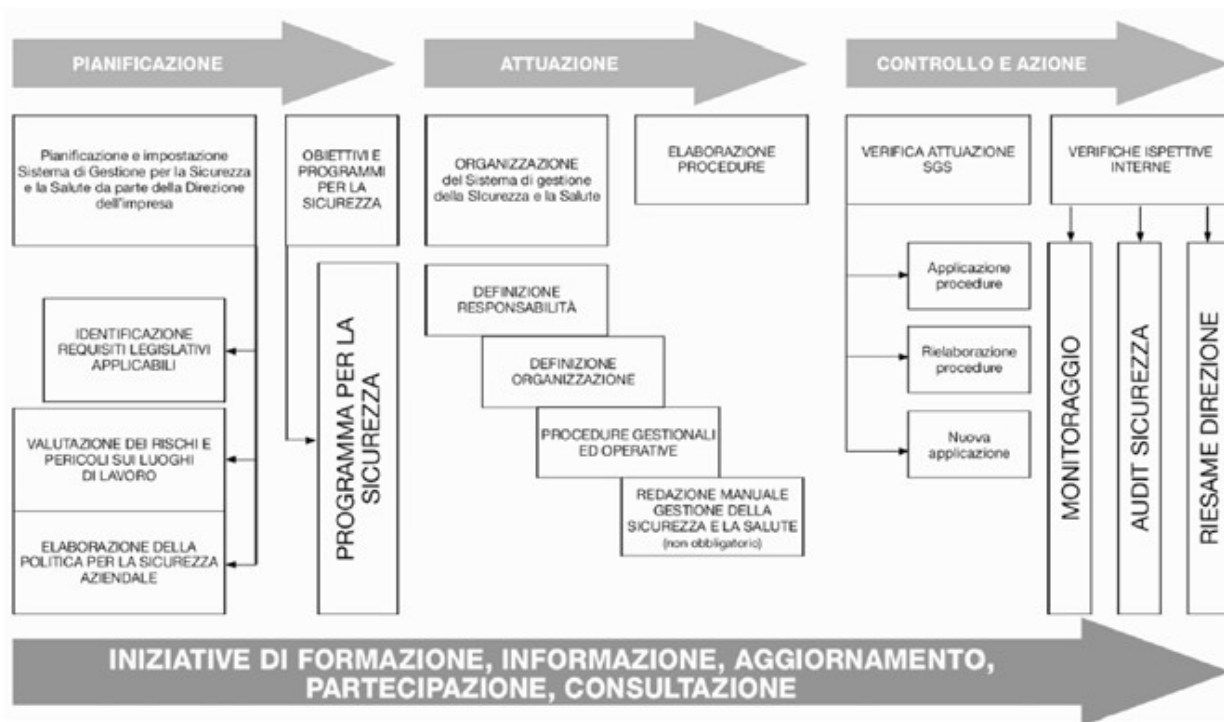 PIANIFICAZIONE
ATTUAZIONE
CONTROLLO E AZIONE
Pianificazione e impostazione
Sistema di Gestione per la Sicurezza
e la Salute da parte della Direzione
dell'impresa
OBIETTIVI E
PROGRAMMI
PER LA
SICUREZZA
ORGANIZZAZIONE
del Sistema di gestione
della SIcurezza e la Salute
ELABORAZIONE
PROCEDURE
VERIFICA ATTUAZIONE
SGS
VERIFICHE ISPETTIVE
INTERNE
IDENTIFICAZIONE
REQUISITI LEGISLATIVI
APPLICABILI
VALUTAZIONE DEI RISCHI E
PERICOLI SUI LUOGHI
DI LAVORO
ELABORAZIONE DELLA
POLITICA PER LA SICUREZZA
AZIENDALE
PROGRAMMA PER LA
SICUREZZA
DEFINIZIONE
RESPONSABILITÀ
DEFINIZIONE
ORGANIZZAZIONE
PROCEDURE GESTIONALI
ED OPERATIVE
REDAZIONE MANUALE
GESTIONE DELLA
SICUREZZA E LA SALUTE
(non obbligatorio)
Applicazione
procedure
Rielaborazione
procedure
Nuova
applicazione
MONITORAGGIO
AUDIT SICUREZZA
RIESAME DIREZIONE
INIZIATIVE DI FORMAZIONE, INFORMAZIONE, AGGIORNAMENTO,
PARTECIPAZIONE, CONSULTAZIONE